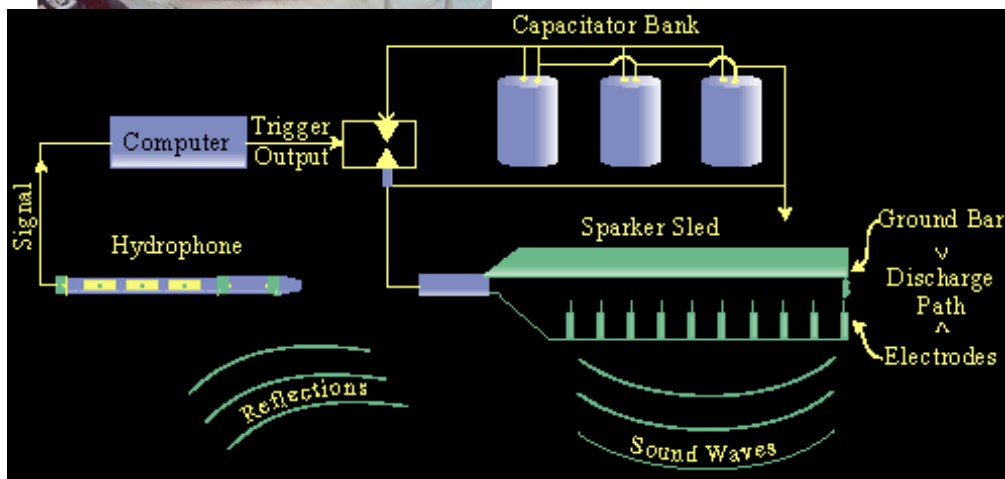 Capacitator Bank
Computer
Trigger
Output
Signal
Hydrophone
Sparker Sled
Ground Bar
Discharge
Path
Electrodes
Reflections
Sound Waves